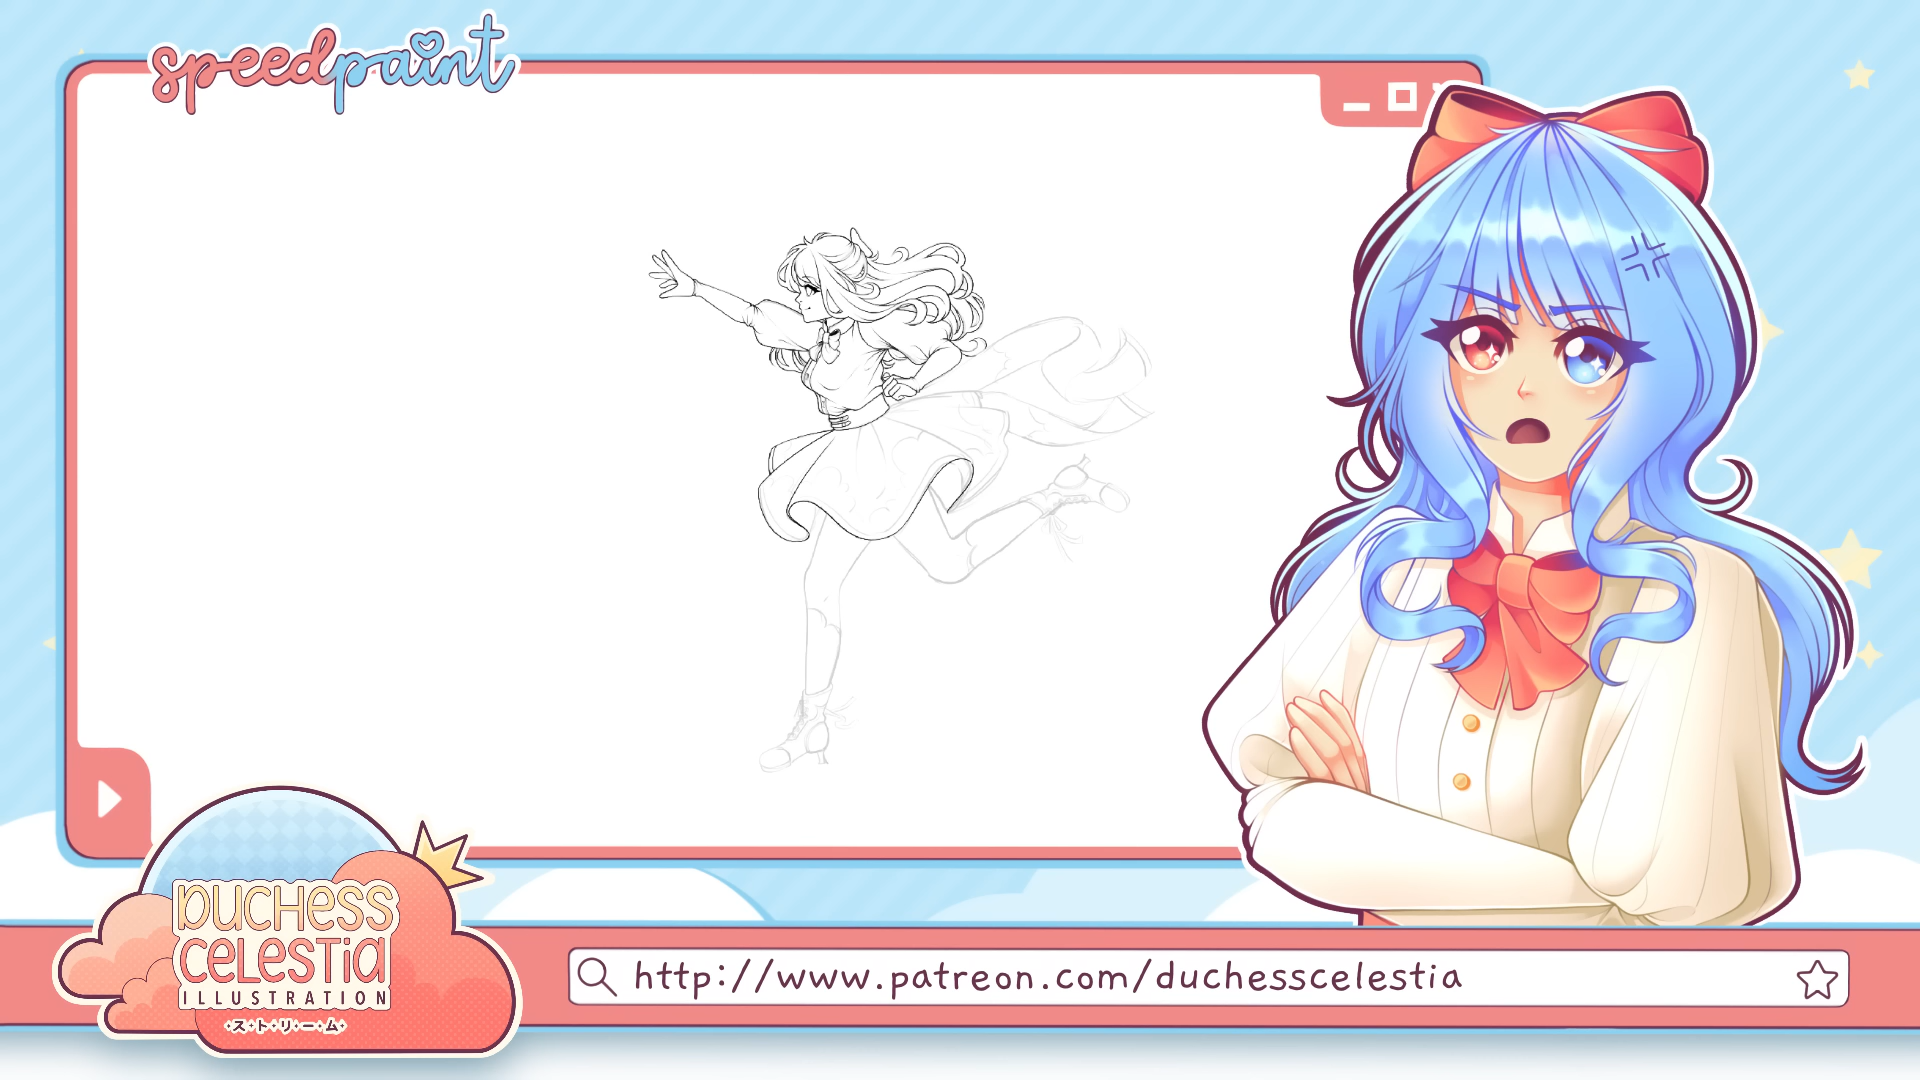 speedpaint
DUCHESS
CELESTIA
ILLUSTRATION
・ス・ト・リ・ー・ム・
http://www.patreon.com/duchesscelestia